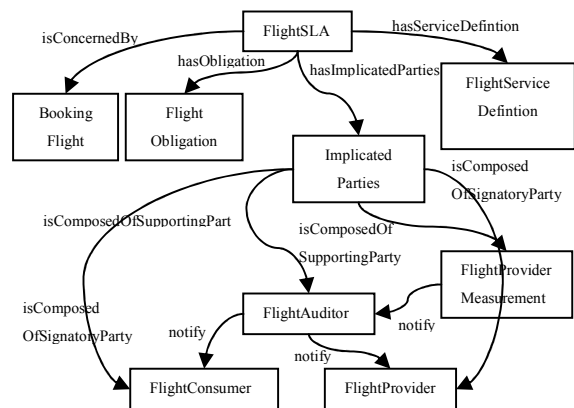 FlightSLA
isConcernedBy
hasServiceDefintion
hasObligation
hasImplicatedParties
Booking
Flight
Flight
Obligation
FlightService
Defintion
Implicated
Parties
isComposed
OfSignatoryParty
isComposedOfSupportingPart
isComposedOf
SupportingParty
FlightProvider
Measurement
isComposed
OfSignatoryParty
FlightAuditor
notify
notify
notify
FlightConsumer
FlightProvider